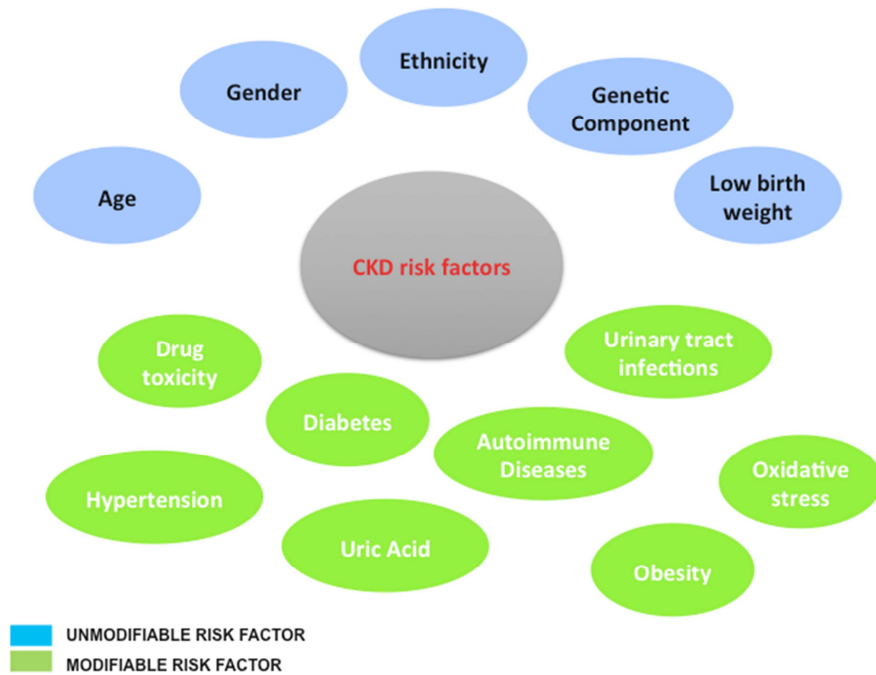 Ethnicity
Gender
Genetic
Component
Age
Low birth
weight
CKD risk factors
Drug
toxicity
Urinary tract
infections
Diabetes
Autoimmune
Diseases
Oxidative
stress
Hypertension
Uric Acid
Obesity
UNMODIFIABLE RISK FACTOR
MODIFIABLE RISK FACTOR